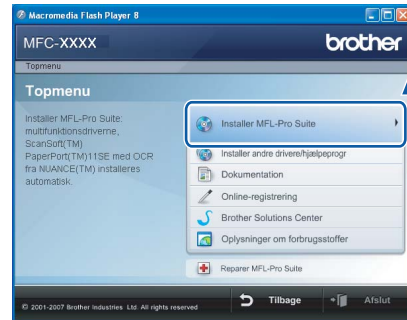 Macromedia Flash Player 8
MFC-XXXX
brother
Topmenu
Topmenu
Installer MFL-Pro Suite:
multifunktionsdriverne,
ScanSoft(TM)
PaperPort(TM)11SE med OCR
fra NUANCE(TM) installeres
automatisk.
Installer MFL-Pro Suite
Installer andre drivere/hjælpeprogr
Dokumentation
Online-registrering
Brother Solutions Center
Oplysninger om forbrugsstoffer
Reparer MFL-Pro Suite
© 2001-2007 Brother Industries Ltd. All rights reserved
Tilbage
Afslut